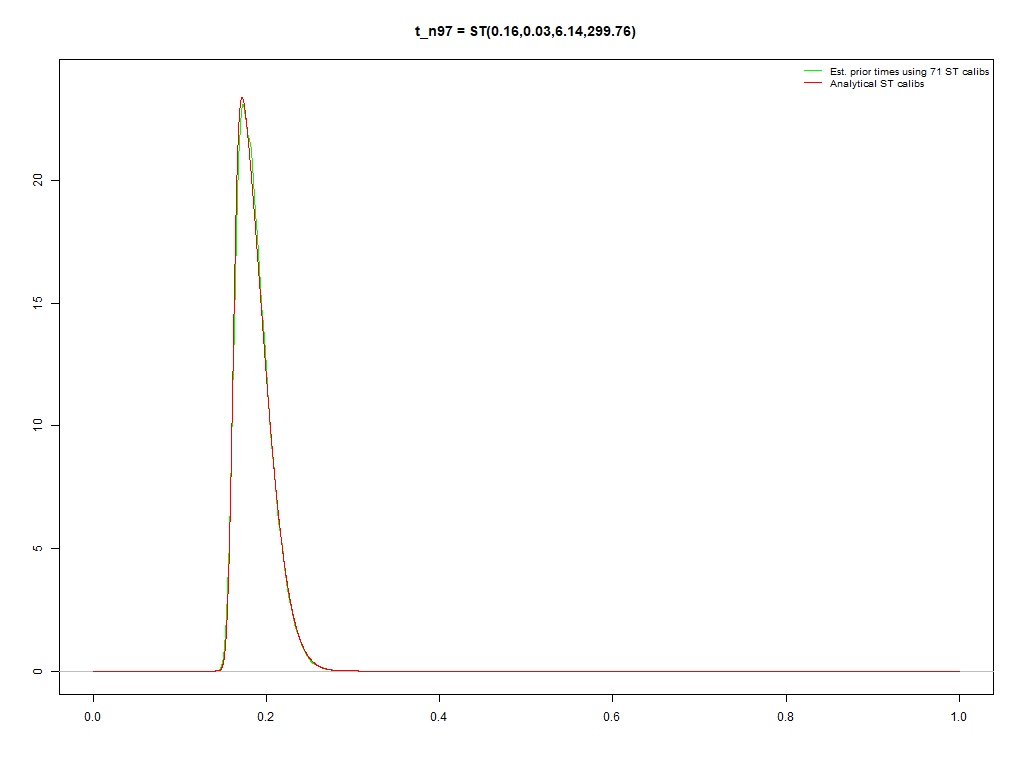 t_n97 = ST(0.16,0.03,6.14,299.76)
Est. prior times using 71 ST calibs
Analytical ST calibs
20
15
10
5
0
0.0 0.2 0.4 0.6 0.8 1.0